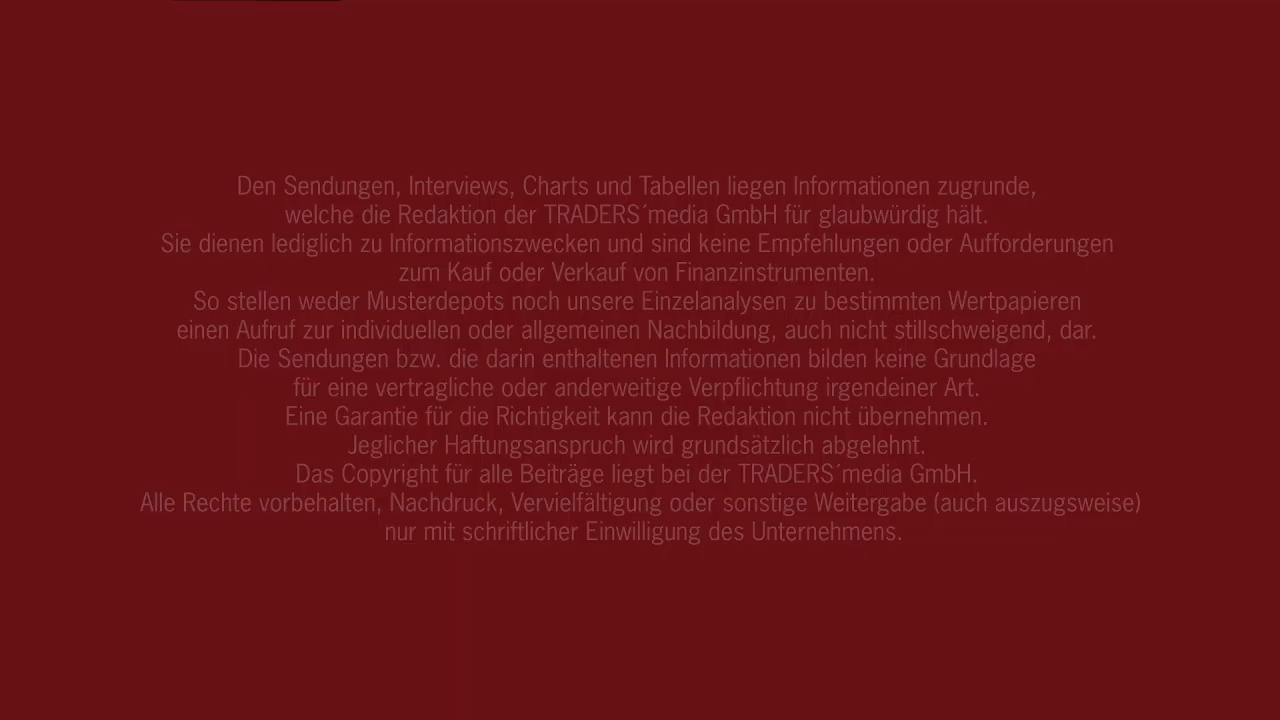 Den Sendungen, Interviews, Charts und Tabellen liegen Informationen zugrunde,
welche die Redaktion der TRADERS´media GmbH für glaubwürdig hält.
Sie dienen lediglich zu Informationszwecken und sind keine Empfehlungen oder Aufforderungen
zum Kauf oder Verkauf von Finanzinstrumenten.
So stellen weder Musterdepots noch unsere Einzelanalysen zu bestimmten Wertpapieren
einen Aufruf zur individuellen oder allgemeinen Nachbildung, auch nicht stillschweigend, dar.
Die Sendungen bzw. die darin enthaltenen Informationen bilden keine Grundlage
für eine vertragliche oder anderweitige Verpflichtung irgendeiner Art.
Eine Garantie für die Richtigkeit kann die Redaktion nicht übernehmen.
Jeglicher Haftungsanspruch wird grundsätzlich abgelehnt.
Das Copyright für alle Beiträge liegt bei der TRADERS´media GmbH.
Alle Rechte vorbehalten, Nachdruck, Vervielfältigung oder sonstige Weitergabe (auch auszugsweise)
nur mit schriftlicher Einwilligung des Unternehmens.